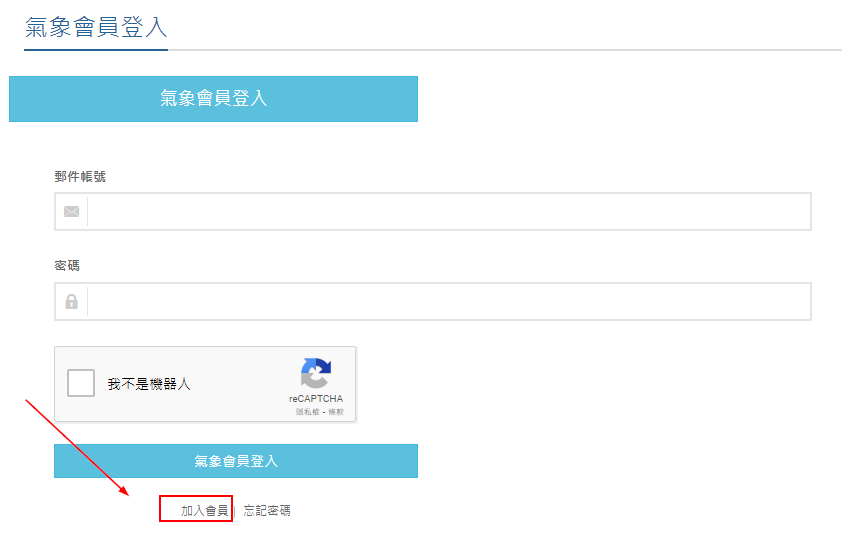 氣象會員登入
氣象會員登入
郵件帳號
密碼
我不是機器人
reCAPTCHA
隱私權 - 條款
氣象會員登入
加入會員 | 忘記密碼